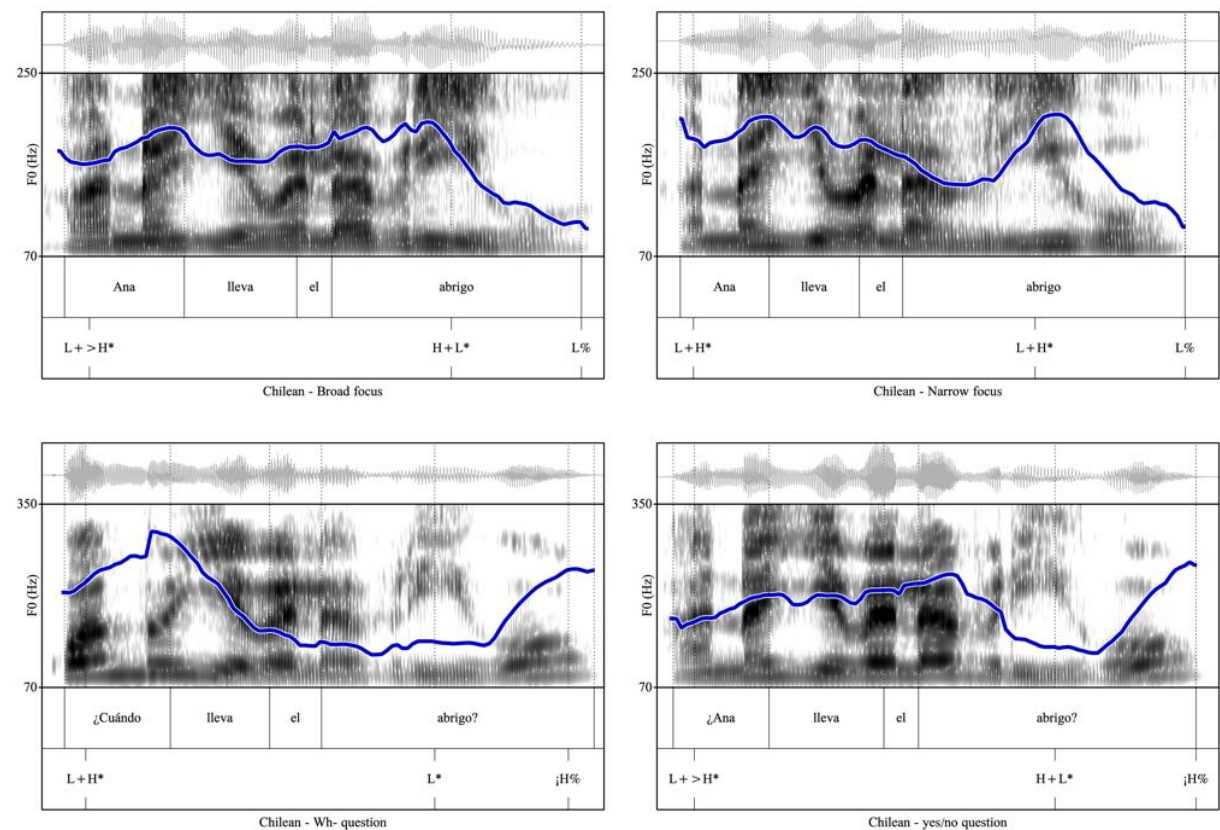 250
F0 (Hz)
70
Ana lleva el abrigo
L+>H* H+L* L%
Chilean - Broad focus
250
F0 (Hz)
70
Ana lleva el abrigo
L+H* L+H* L%
Chilean - Narrow focus
350
F0 (Hz)
70
¿Cuándo lleva el abrigo?
L+H* L* ¡H%
Chilean - Wh- question
350
F0 (Hz)
70
¿Ana lleva el abrigo?
L+>H* H+L* ¡H%
Chilean - yes/no question